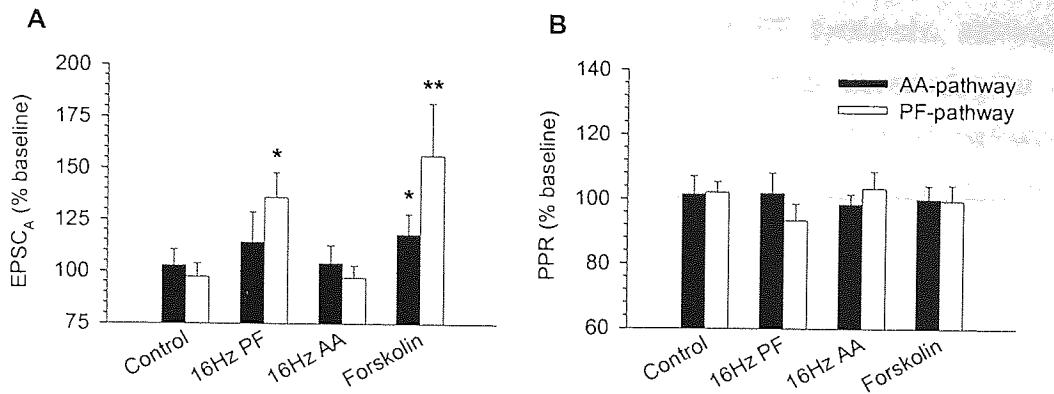 A
EPSC_A (% baseline)
200
175
150
125
100
75
*
*
**
Control
16Hz PF
16Hz AA
Forskolin
B
PPR (% baseline)
140
120
100
80
60
AA-pathway
PF-pathway
Control
16Hz PF
16Hz AA
Forskolin